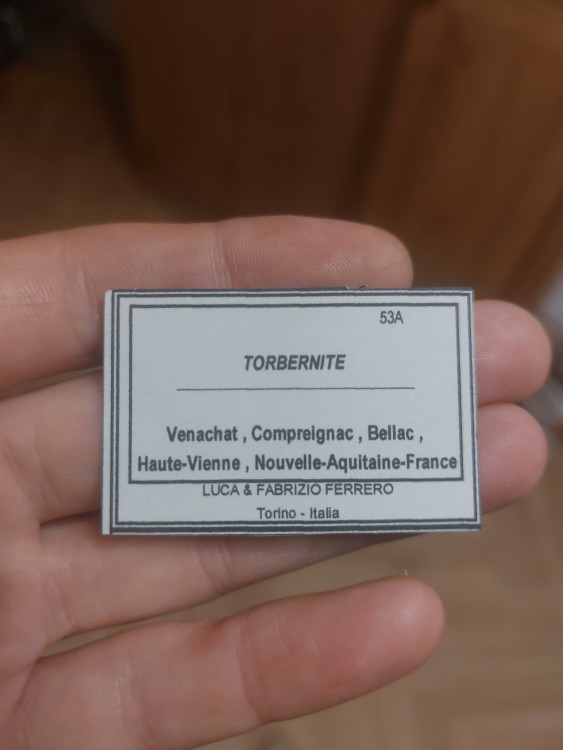 53A
TORBERNITE
Venachat , Compreignac , Bellac ,
Haute-Vienne , Nouvelle-Aquitaine-France
LUCA & FABRIZIO FERRERO
Torino - Italia